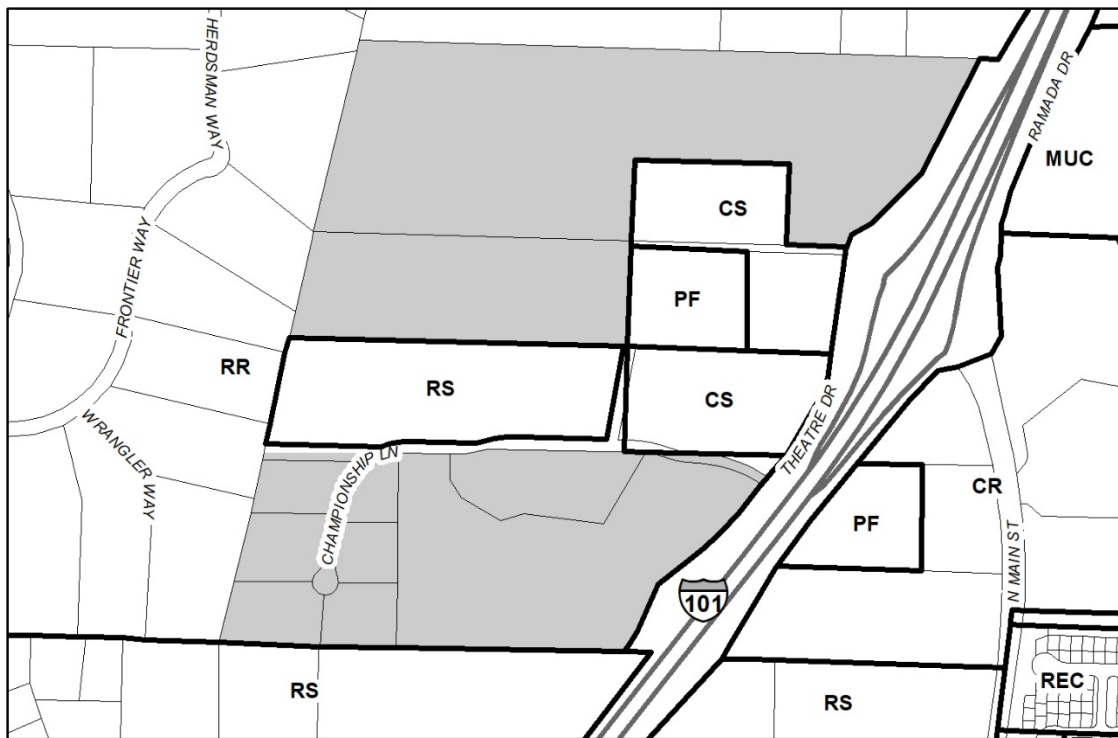 HERDSMAN WAY
RAMADA DR
MUC
CS
FRONTIER WAY
PF
RR
RS
CS
THEATRE DR
WRANGLER WAY
CHAMPIONSHIP LN
CR
PF
N MAIN ST
101
REC
RS
RS